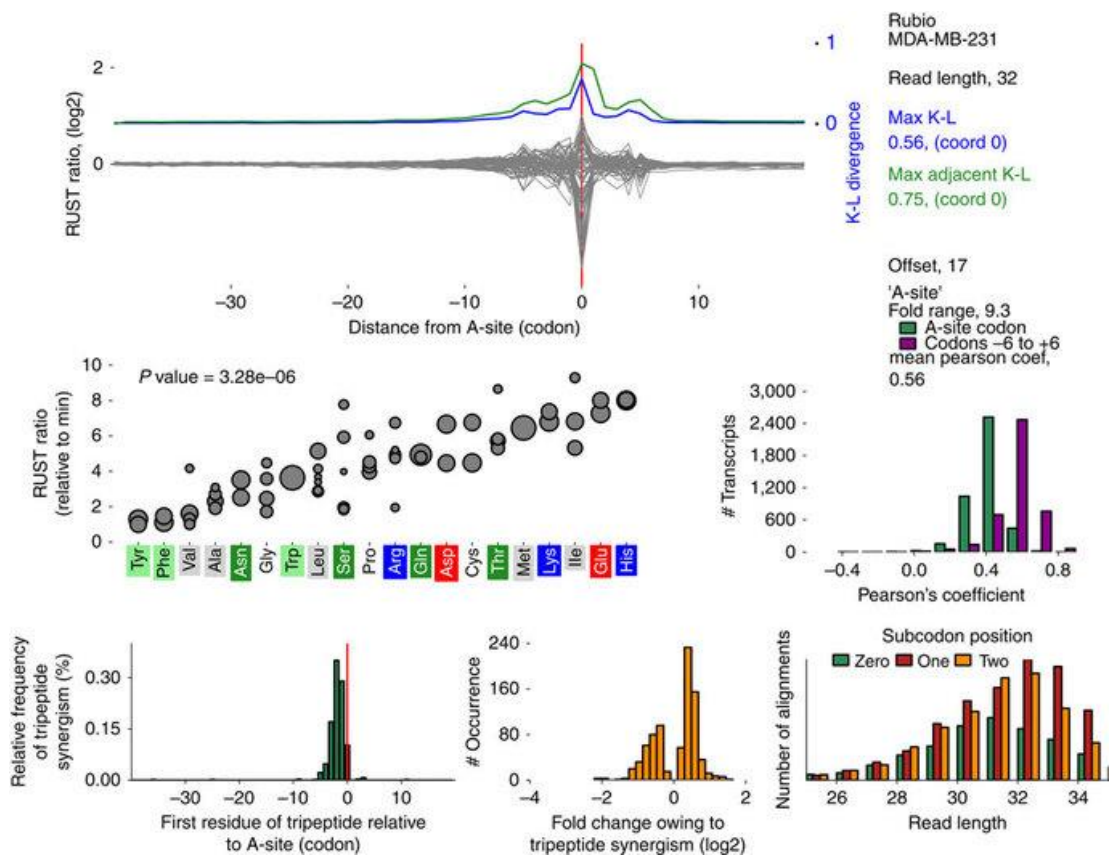 Rubio
MDA-MB-231
Read length, 32
Max K-L
0.56, (coord 0)
Max adjacent K-L
0.75, (coord 0)
Offset, 17
'A-site'
Fold range, 9.3
A-site codon
Codons −6 to +6
mean pearson coef,
0.56
RUST ratio, (log2)
2
0
1
0
K-L divergence
−30
−20
−10
0
10
Distance from A-site (codon)
RUST ratio
(relative to min)
10
8
6
4
2
0
P value = 3.28e−06
Tyr
Phe
Val
Ala
Asn
Gly
Trp
Leu
Ser
Pro
Arg
Gln
Asp
Cys
Thr
Met
Lys
Ile
Glu
His
# Transcripts
3,000
2,400
1,800
1,200
600
0
−0.4
0.0
0.4
0.8
Pearson's coefficient
Relative frequency
of tripeptide
synergism (%)
0.30
0.15
0.00
−30
−20
−10
0
10
First residue of tripeptide relative
to A-site (codon)
# Occurrence
240
160
80
0
−4
−2
0
2
Fold change owing to
tripeptide synergism (log2)
Subcodon position
Zero
One
Two
Number of alignments
26
28
30
32
34
Read length